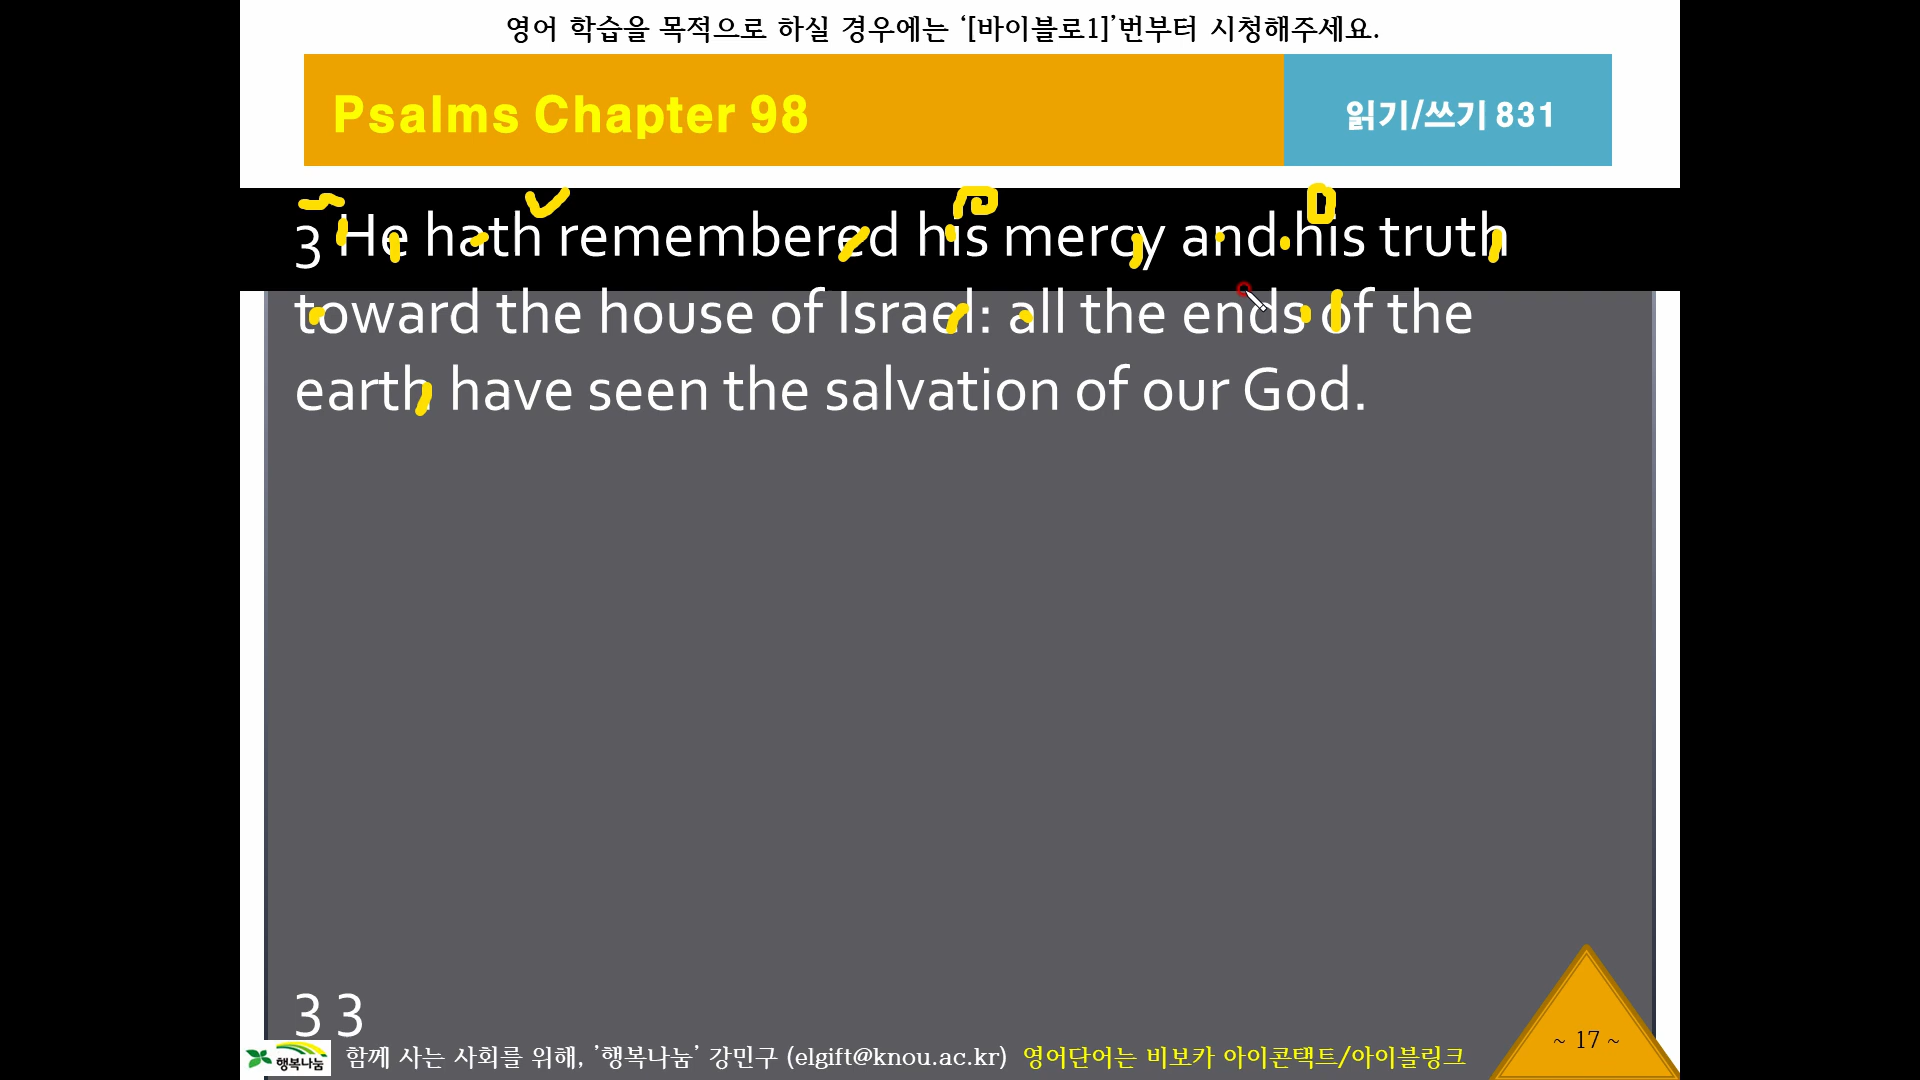 영어 학습을 목적으로 하실 경우에는 ‘[바이블로1]’번부터 시청해주세요.
Psalms Chapter 98
읽기/쓰기 831
3 He hath remembered his mercy and his truth
toward the house of Israel: all the ends of the
earth have seen the salvation of our God.
3 3
~ 17 ~
행복나눔 함께 사는 사회를 위해, ’행복나눔’ 강민구 (elgift@knou.ac.kr) 영어단어는 비보카 아이콘택트/아이블링크